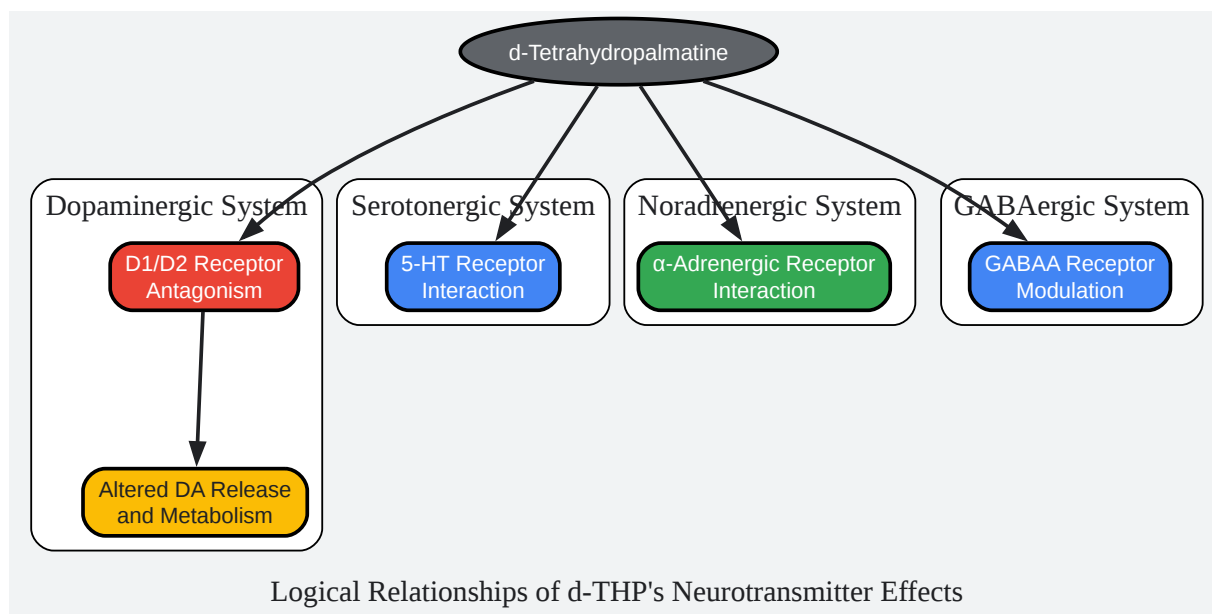 d-Tetrahydropalmatine
Dopaminergic System
Serotonergic System
Noradrenergic System
GABAergic System
D1/D2 Receptor
Antagonism
5-HT Receptor
Interaction
α-Adrenergic Receptor
Interaction
GABAA Receptor
Modulation
Altered DA Release
and Metabolism
Logical Relationships of d-THP's Neurotransmitter Effects